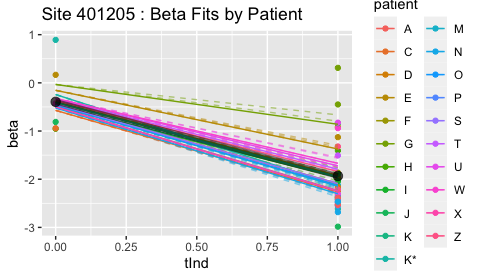 Site 401205 : Beta Fits by Patient
beta
1
0
-1
-2
-3
0.00 0.25 0.50 0.75 1.00
tInd
patient
A M
C N
D O
E P
F S
G T
H U
I W
J X
K Z
K*